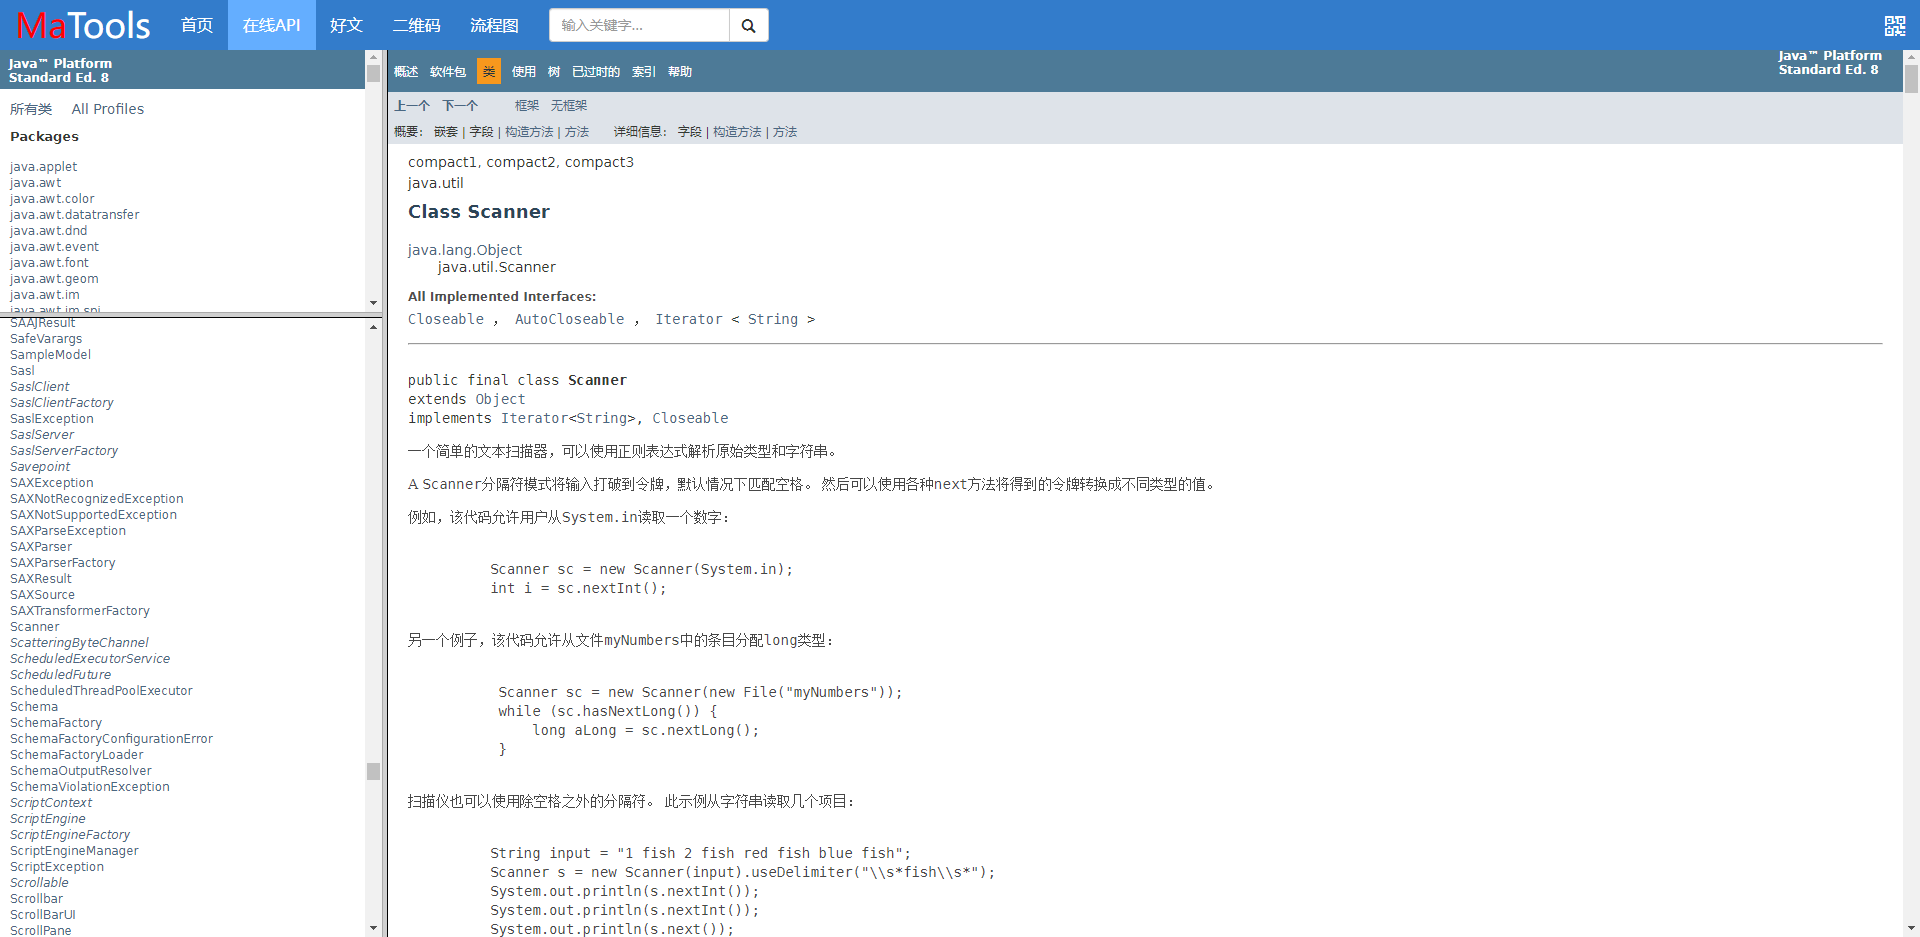 MaTools 首页 在线API 好文 二维码 流程图 输入关键字...
Java™ Platform
Standard Ed. 8
所有类 All Profiles
Packages
java.applet
java.awt
java.awt.color
java.awt.datatransfer
java.awt.dnd
java.awt.event
java.awt.font
java.awt.geom
java.awt.im
java.awt.im.spi
SAAJResult
SafeVarargs
SampleModel
Sasl
SaslClient
SaslClientFactory
SaslException
SaslServer
SaslServerFactory
Savepoint
SAXException
SAXNotRecognizedException
SAXNotSupportedException
SAXParseException
SAXParser
SAXParserFactory
SAXResult
SAXSource
SAXTransformerFactory
Scanner
ScatteringByteChannel
ScheduledExecutorService
ScheduledFuture
ScheduledThreadPoolExecutor
Schema
SchemaFactory
SchemaFactoryConfigurationError
SchemaFactoryLoader
SchemaOutputResolver
SchemaViolationException
ScriptContext
ScriptEngine
ScriptEngineFactory
ScriptEngineManager
ScriptException
Scrollable
Scrollbar
ScrollBarUI
ScrollPane
概述 软件包 类 使用 树 已过时的 索引 帮助
Java™ Platform
Standard Ed. 8
上一个 下一个 框架 无框架
概要： 嵌套 | 字段 | 构造方法 | 方法 详细信息： 字段 | 构造方法 | 方法
compact1, compact2, compact3
java.util
Class Scanner
java.lang.Object
java.util.Scanner
All Implemented Interfaces:
Closeable ， AutoCloseable ， Iterator < String >
public final class Scanner
extends Object
implements Iterator<String>, Closeable
一个简单的文本扫描器，可以使用正则表达式解析原始类型和字符串。
A Scanner分隔符模式将输入打破到令牌，默认情况下匹配空格。 然后可以使用各种next方法将得到的令牌转换成不同类型的值。
例如，该代码允许用户从System.in读取一个数字：
Scanner sc = new Scanner(System.in);
int i = sc.nextInt();
另一个例子，该代码允许从文件myNumbers中的条目分配long类型：
Scanner sc = new Scanner(new File("myNumbers"));
while (sc.hasNextLong()) {
long aLong = sc.nextLong();
}
扫描仪也可以使用除空格之外的分隔符。 此示例从字符串读取几个项目：
String input = "1 fish 2 fish red fish blue fish";
Scanner s = new Scanner(input).useDelimiter("\\s*fish\\s*");
System.out.println(s.nextInt());
System.out.println(s.nextInt());
System.out.println(s.next());